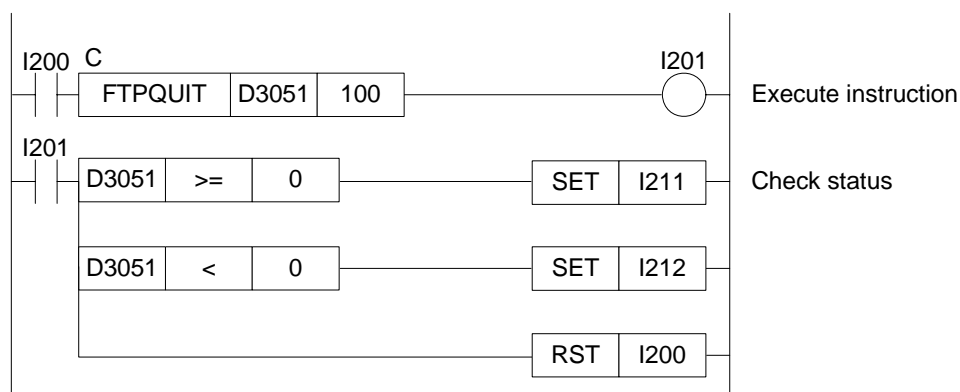 I200 C I201
FTPQUIT D3051 100 Execute instruction
I201
D3051 >= 0 SET I211 Check status
D3051 < 0 SET I212
RST I200